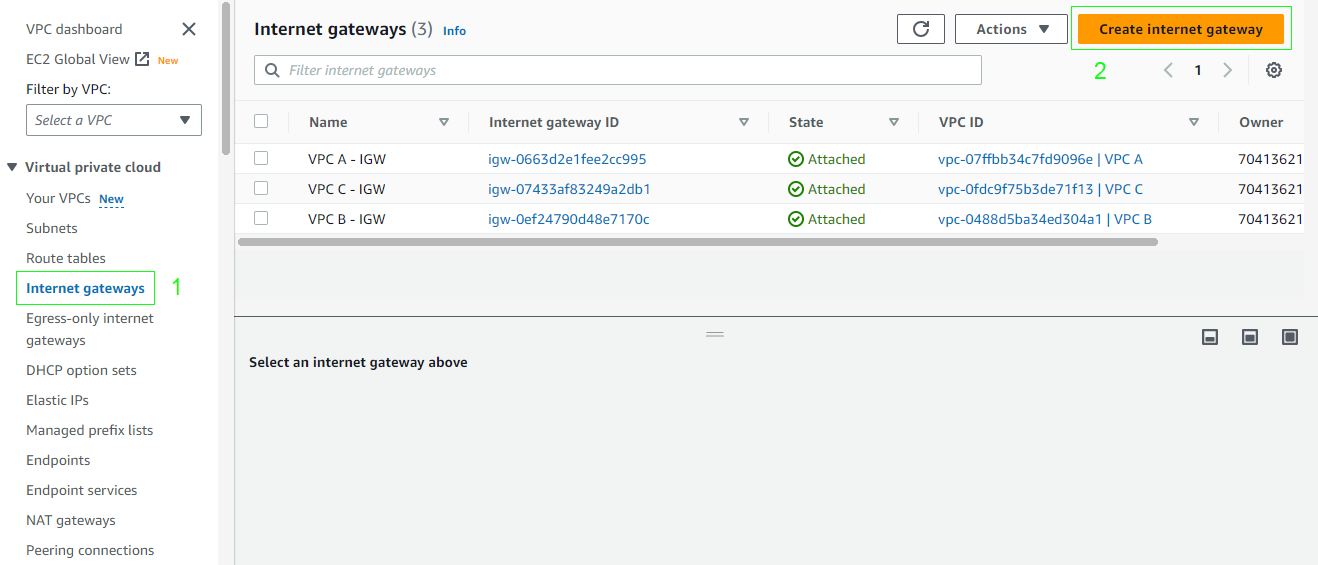 VPC dashboard
EC2 Global View New
Filter by VPC:
Select a VPC
Virtual private cloud
Your VPCs New
Subnets
Route tables
Internet gateways 1
Egress-only internet
gateways
DHCP option sets
Elastic IPs
Managed prefix lists
Endpoints
Endpoint services
NAT gateways
Peering connections
Internet gateways (3) Info
Actions
Create internet gateway
Filter internet gateways
2
1
Name Internet gateway ID State VPC ID Owner
VPC A - IGW igw-0663d2e1fee2cc995 Attached vpc-07ffbb34c7fd9096e | VPC A 70413621
VPC C - IGW igw-07433af83249a2db1 Attached vpc-0fdc9f75b3de71f13 | VPC C 70413621
VPC B - IGW igw-0ef24790d48e7170c Attached vpc-0488d5ba34ed304a1 | VPC B 70413621
Select an internet gateway above